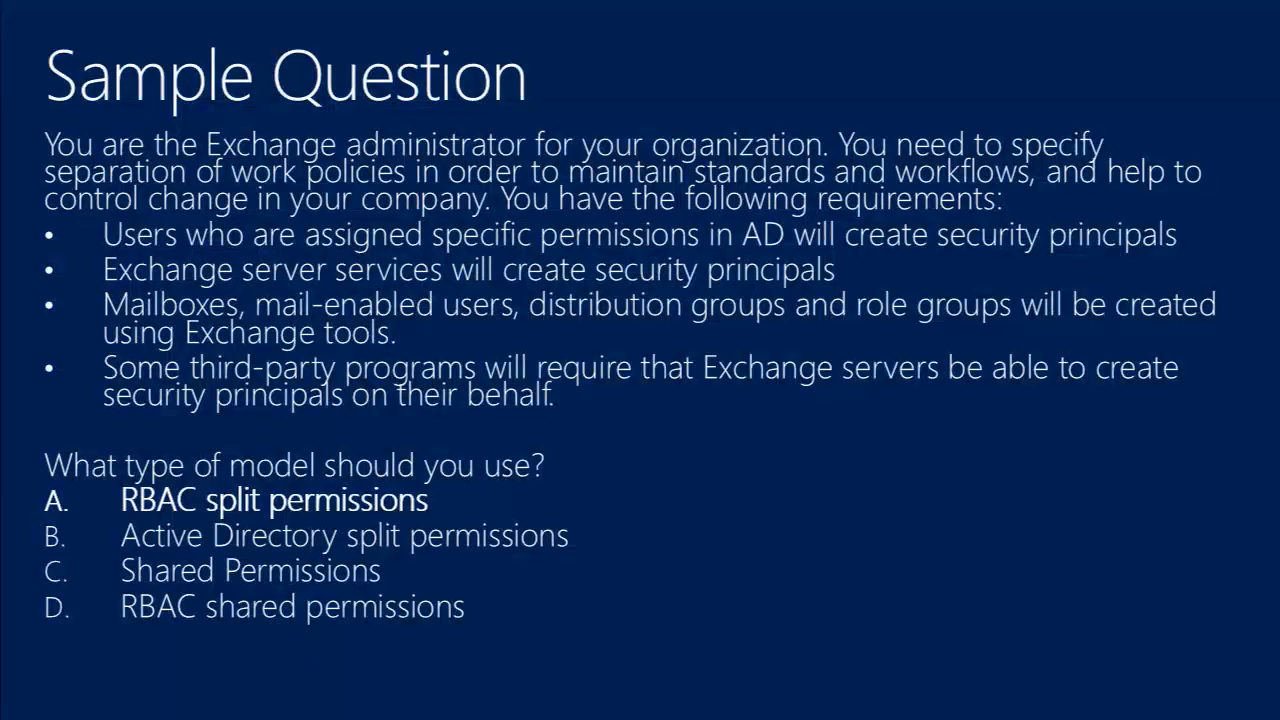 Sample Question
You are the Exchange administrator for your organization. You need to specify
separation of work policies in order to maintain standards and workflows, and help to
control change in your company. You have the following requirements:
• Users who are assigned specific permissions in AD will create security principals
• Exchange server services will create security principals
• Mailboxes, mail-enabled users, distribution groups and role groups will be created
using Exchange tools.
• Some third-party programs will require that Exchange servers be able to create
security principals on their behalf.
What type of model should you use?
A. RBAC split permissions
B. Active Directory split permissions
C. Shared Permissions
D. RBAC shared permissions